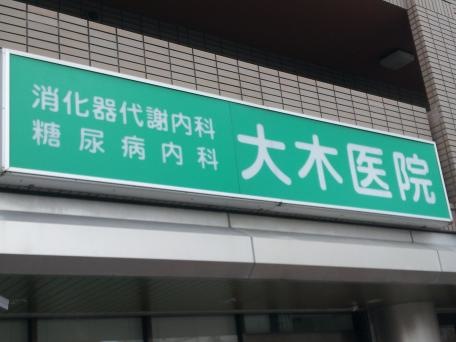 消化器代謝内科
糖尿病内科
大木医院